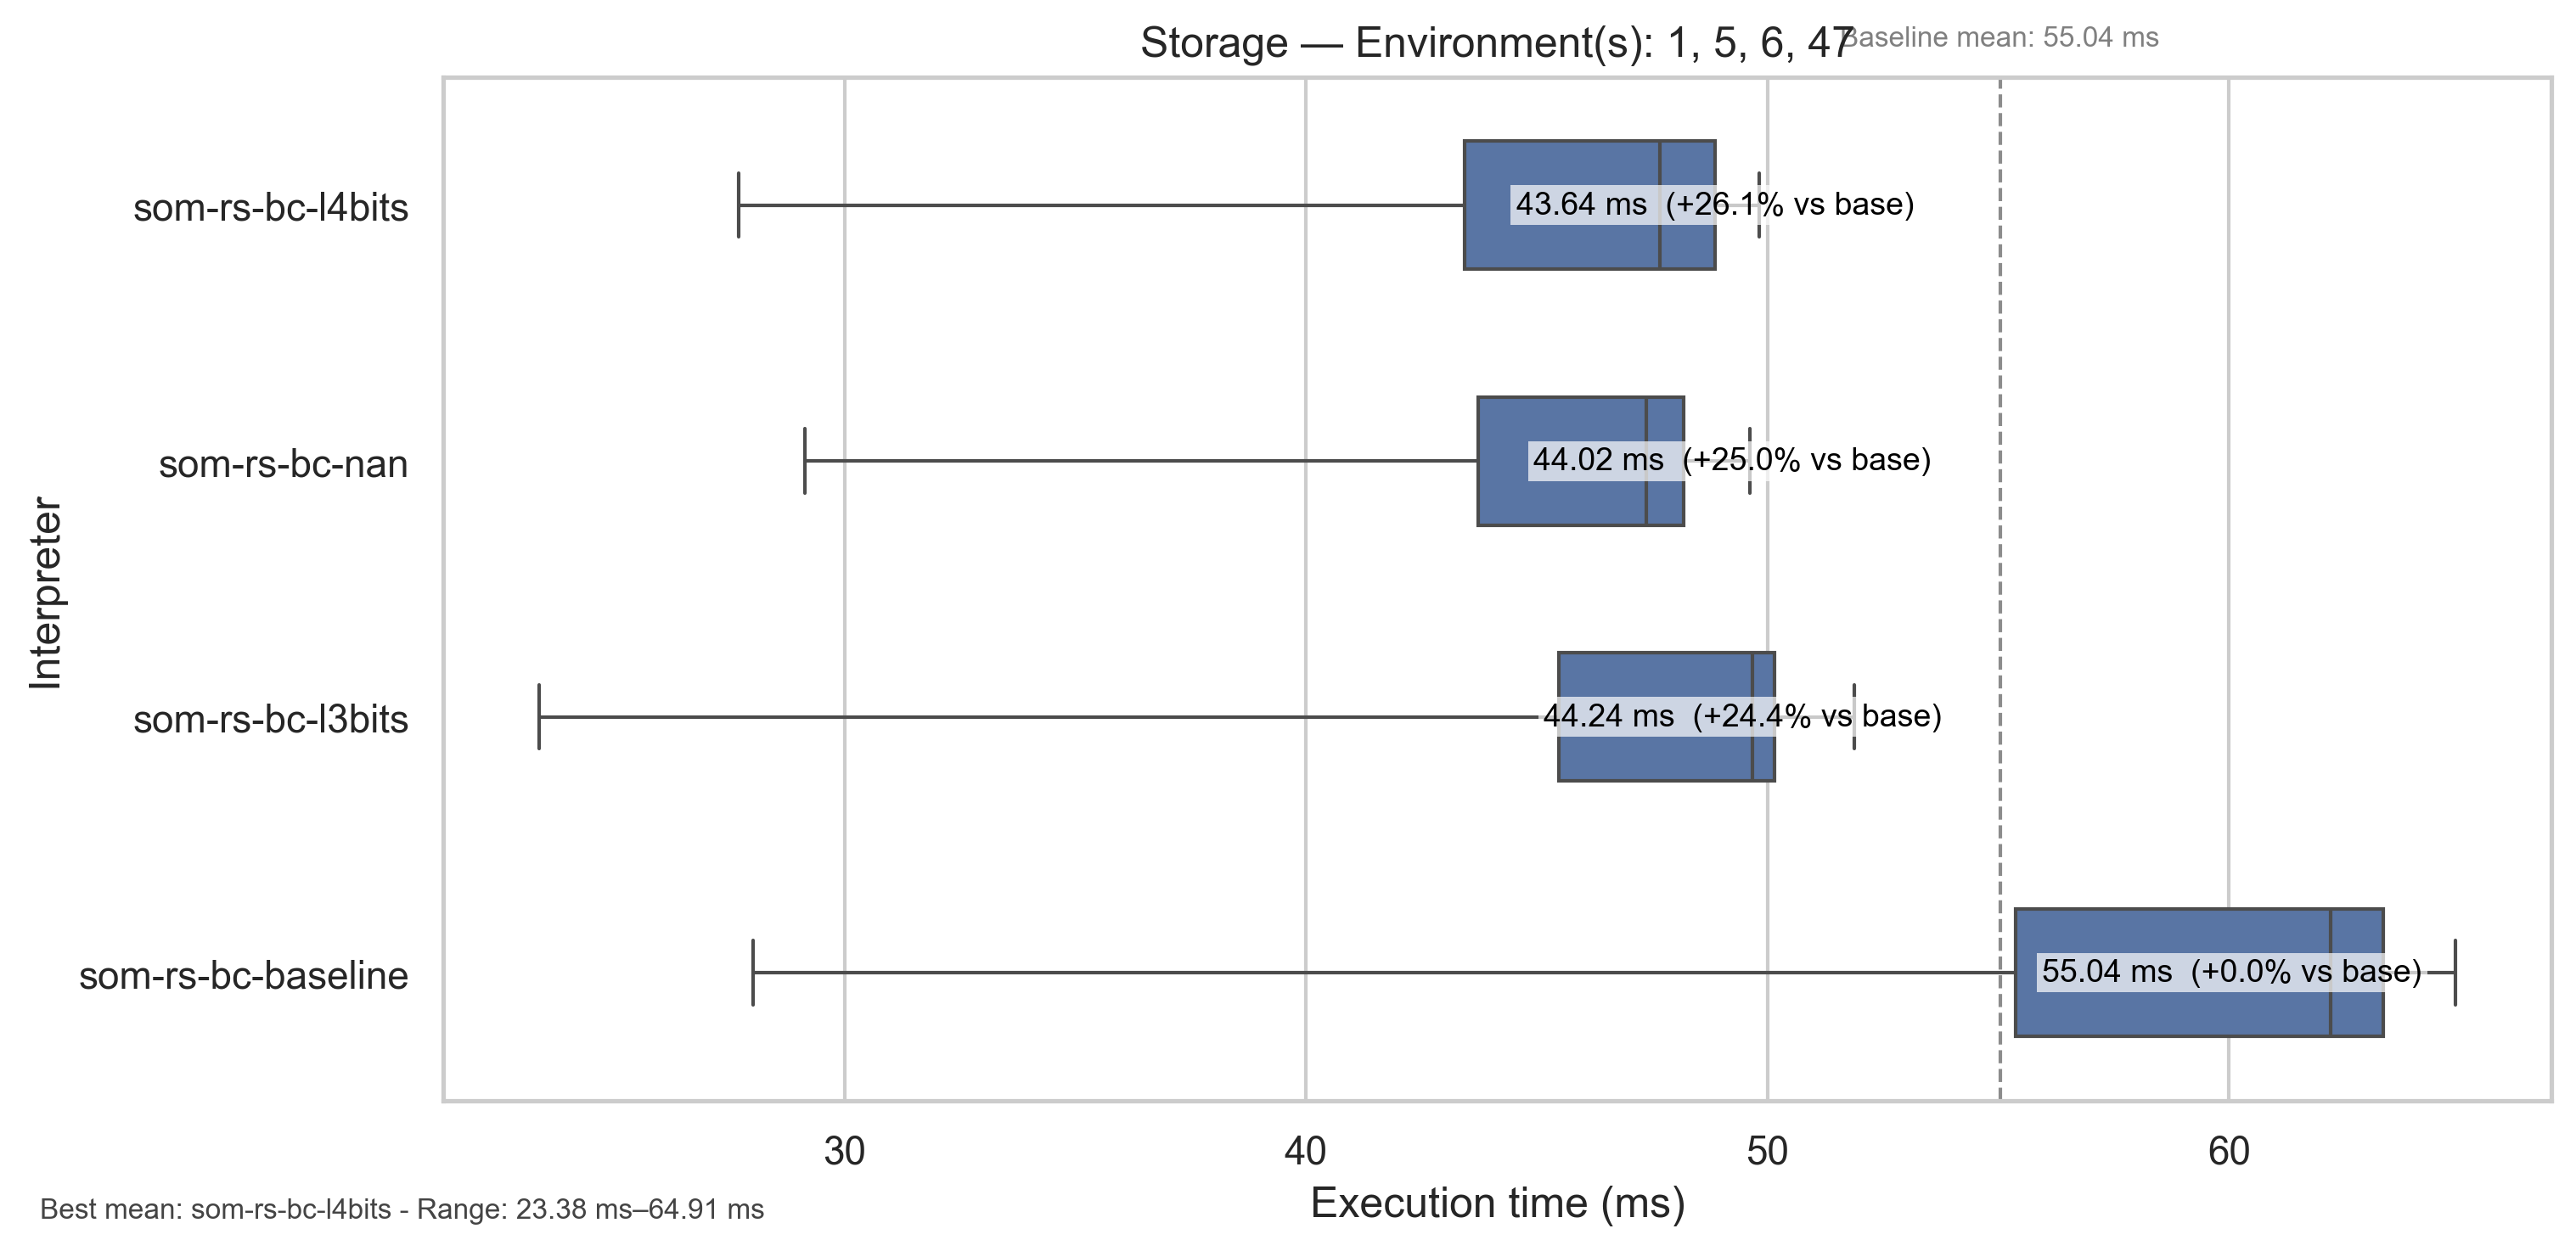 Storage — Environment(s): 1, 5, 6, 47
Baseline mean: 55.04 ms
Interpreter
som-rs-bc-l4bits
43.64 ms (+26.1% vs base)
som-rs-bc-nan
44.02 ms (+25.0% vs base)
som-rs-bc-l3bits
44.24 ms (+24.4% vs base)
som-rs-bc-baseline
55.04 ms (+0.0% vs base)
30 40 50 60
Execution time (ms)
Best mean: som-rs-bc-l4bits - Range: 23.38 ms–64.91 ms